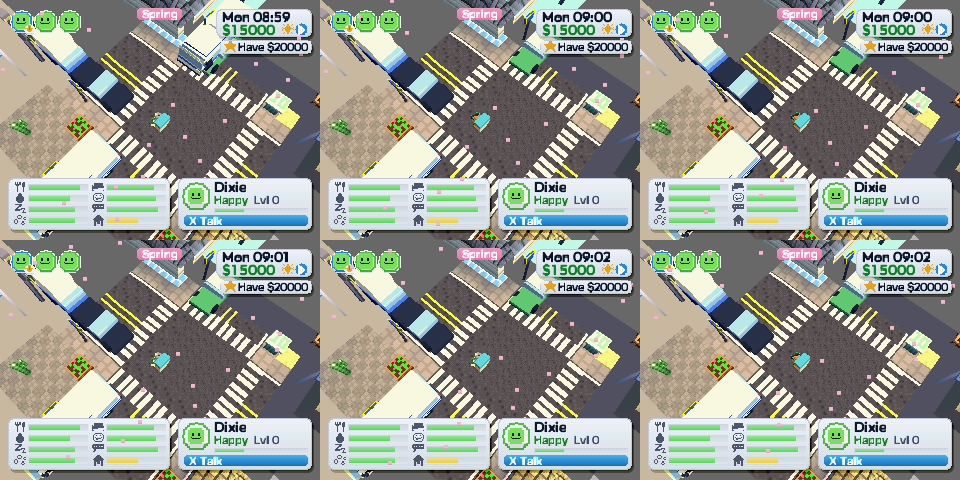 Spring
Mon 08:59
$15000
Have $20000
Dixie
Happy Lvl 0
X Talk
Spring
Mon 09:00
$15000
Have $20000
Dixie
Happy Lvl 0
X Talk
Spring
Mon 09:00
$15000
Have $20000
Dixie
Happy Lvl 0
X Talk
Spring
Mon 09:01
$15000
Have $20000
Dixie
Happy Lvl 0
X Talk
Spring
Mon 09:02
$15000
Have $20000
Dixie
Happy Lvl 0
X Talk
Spring
Mon 09:02
$15000
Have $20000
Dixie
Happy Lvl 0
X Talk